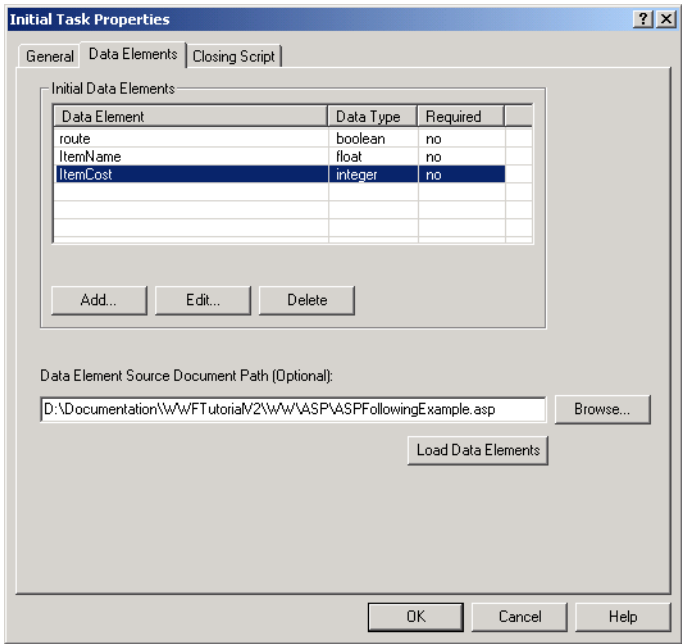 Initial Task Properties
General Data Elements Closing Script
Initial Data Elements
Data Element Data Type Required
route boolean no
ItemName float no
ItemCost integer no
Add... Edit... Delete
Data Element Source Document Path (Optional):
D:\Documentation\WWFTutorialV2\WW\ASP\ASPFollowingExample.asp Browse...
Load Data Elements
OK Cancel Help